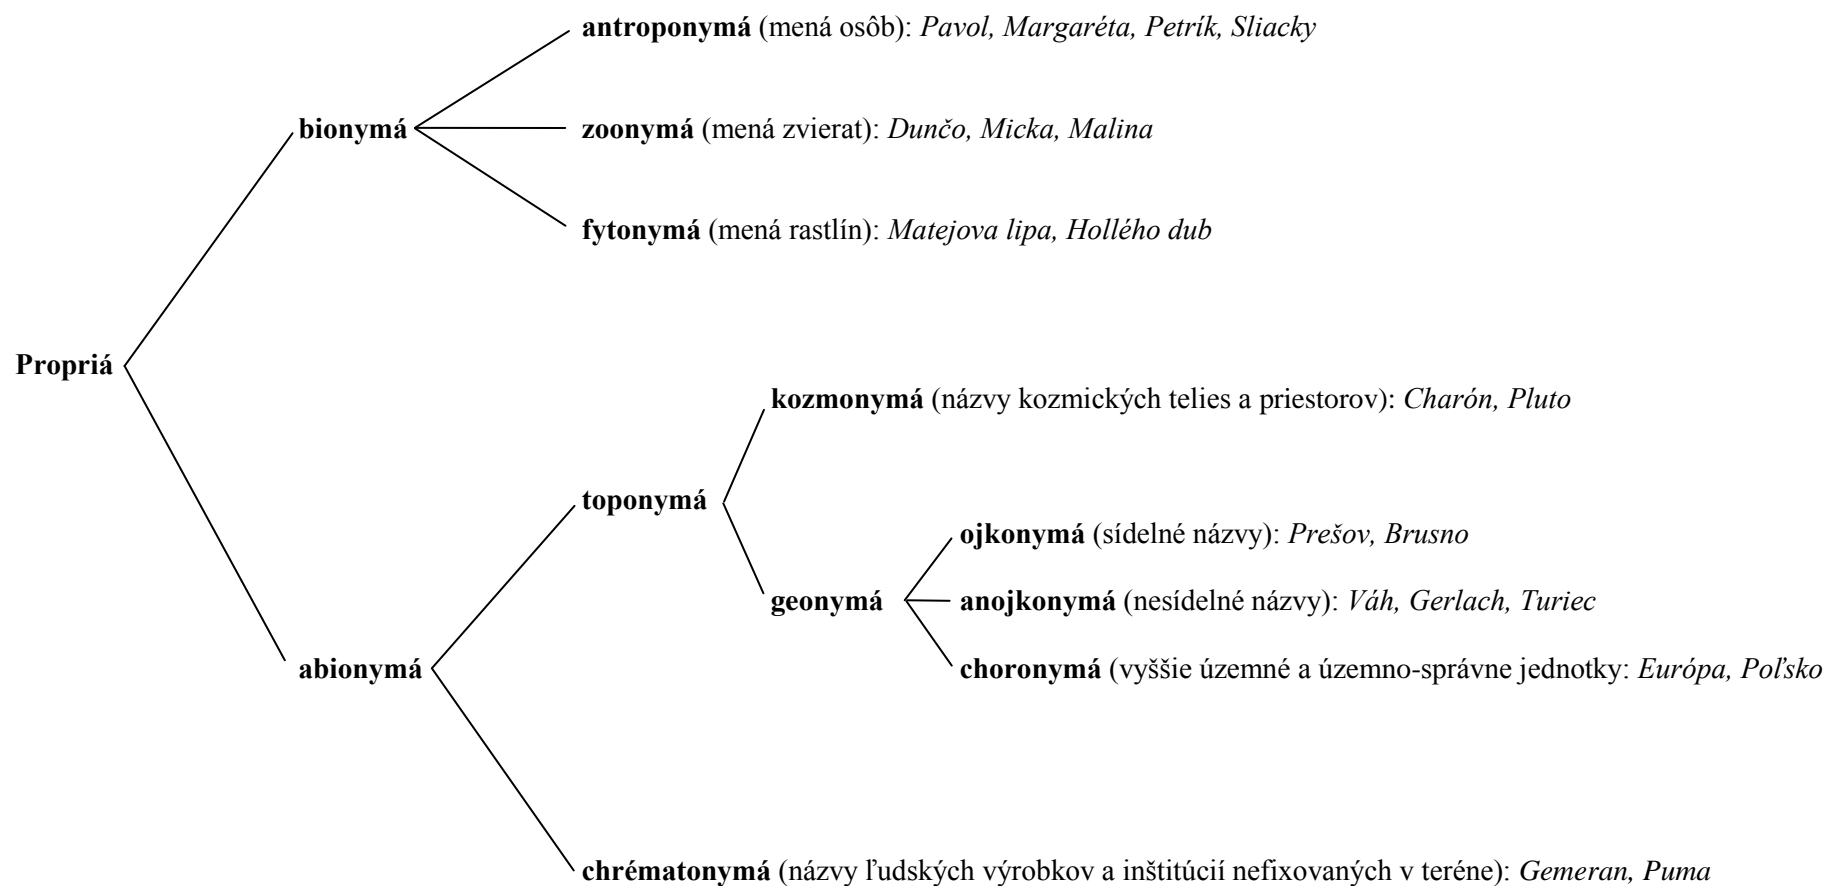 antroponymá (mená osôb): Pavol, Margaréta, Petrík, Sliacky
bionymá
zoonymá (mená zvierat): Dunčo, Micka, Malina
fytonymá (mená rastlín): Matejova lipa, Hollého dub
Propriá
kozmonymá (názvy kozmických telies a priestorov): Charón, Pluto
toponymá
ojkonymá (sídelné názvy): Prešov, Brusno
geonymá
anojkonymá (nesídelné názvy): Váh, Gerlach, Turiec
abionymá
choronymá (vyššie územné a územno-správne jednotky: Európa, Poľsko
chrématonymá (názvy ľudských výrobkov a inštitúcií nefixovaných v teréne): Gemeran, Puma